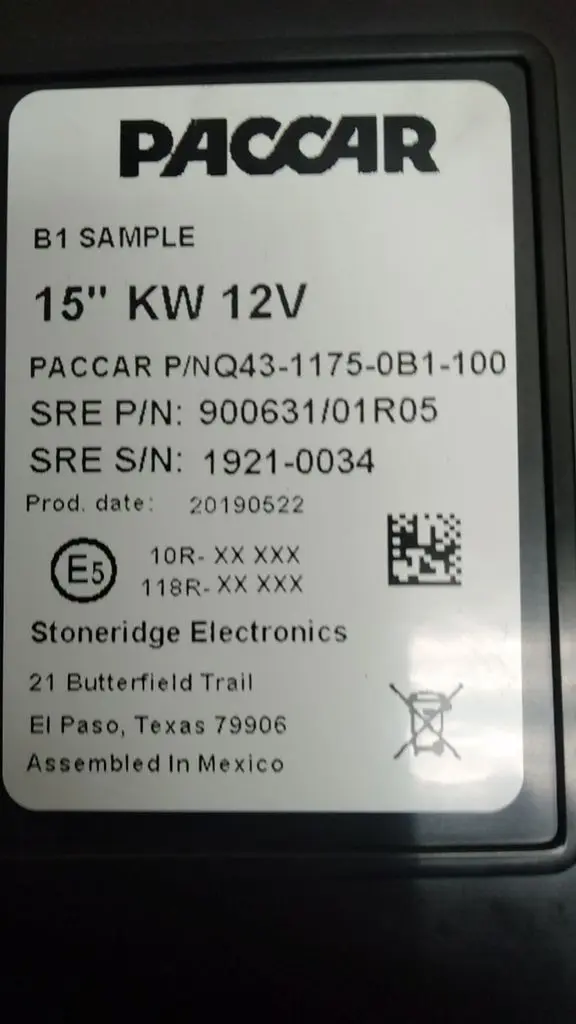 PACCAR
B1 SAMPLE
15" KW 12V
PACCAR P/NQ43-1175-0B1-100
SRE P/N: 900631/01R05
SRE S/N: 1921-0034
Prod. date: 20190522
E5
10R- XX XXX
118R- XX XXX
Stoneridge Electronics
21 Butterfield Trail
El Paso, Texas 79906
Assembled In Mexico